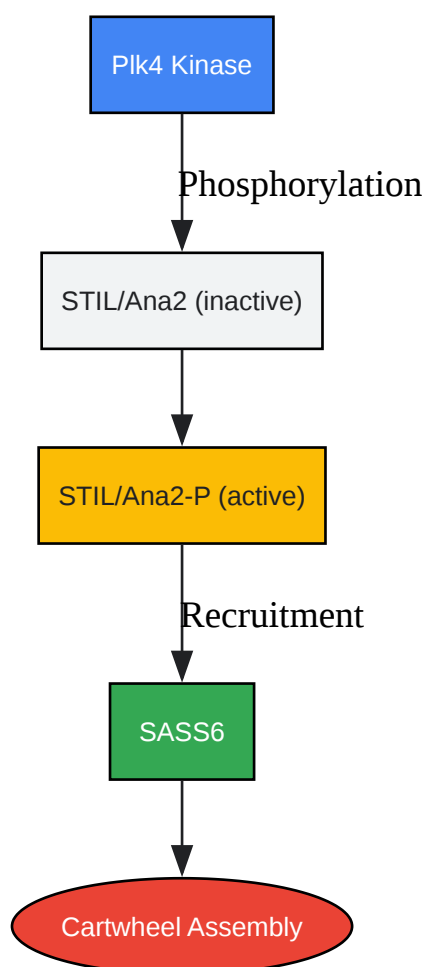 Plk4 Kinase
Phosphorylation
STIL/Ana2 (inactive)
STIL/Ana2-P (active)
Recruitment
SASS6
Cartwheel Assembly